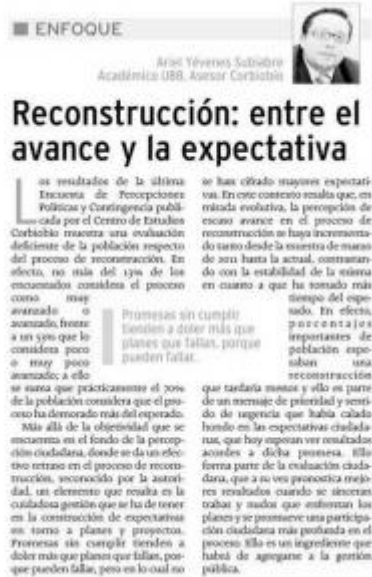 ENFOQUE
Ariel Yévenes Subiabre
Académico UBB, Asesor Corbiobío
Reconstrucción: entre el
avance y la expectativa
Los resultados de la última
Encuesta de Percepciones
Políticas y Contingencia publi-
cada por el Centro de Estudios
Corbiobío muestra una evaluación
deficiente de la población respecto
del proceso de reconstrucción. En
efecto, no más del 13% de los
encuestados considera el proceso
como muy
avanzado o
avanzado, frente
a un 53% que lo
considera poco
o muy poco
avanzado; a ello
se suma que prácticamente el 70%
de la población considera que el pro-
ceso ha demorado más del esperado.
Más allá de la objetividad que se
encuentra en el fondo de la percep-
ción ciudadana, donde se da un efec-
tivo retraso en el proceso de recons-
trucción, reconocido por la autori-
dad, un elemento que resalta es la
cuidadosa gestión que se ha de tener
en la construcción de expectativas
en torno a planes y proyectos.
Promesas sin cumplir tienden a
doler más que planes que fallan, por-
que pueden fallar, pero en lo cual no
Promesas sin cumplir
tienden a doler más que
planes que fallan, porque
pueden fallar.
se han cifrado mayores expectati-
vas. En este contexto resalta que, en
mirada evolutiva, la percepción de
escaso avance en el proceso de
reconstrucción se haya incrementa-
do tanto desde la muestra de marzo
de 2011 hasta la actual, contrastan-
do con la estabilidad de la misma
en cuanto a que ha tomado más
tiempo del espe-
rado. En efecto,
porcentajes
importantes de
población espe-
raban una
reconstrucción
que tardaría menos y ello es parte
de un mensaje de prioridad y senti-
do de urgencia que había calado
hondo en las expectativas ciudada-
nas, que hoy esperan ver resultados
acordes a dicha promesa. Ello
forma parte de la evaluación ciuda-
dana, que a su vez pronostica mejo-
res resultados cuando se sinceran
trabas y nudos que enfrentan los
planes y se promueve una participa-
ción ciudadana más profunda en el
proceso. Ello es un ingrediente que
habrá de agregarse a la gestión
pública.